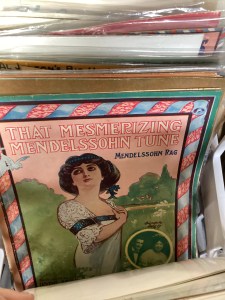 THAT MESMERIZING
MENDELSSOHN TUNE
MENDELSSOHN RAG